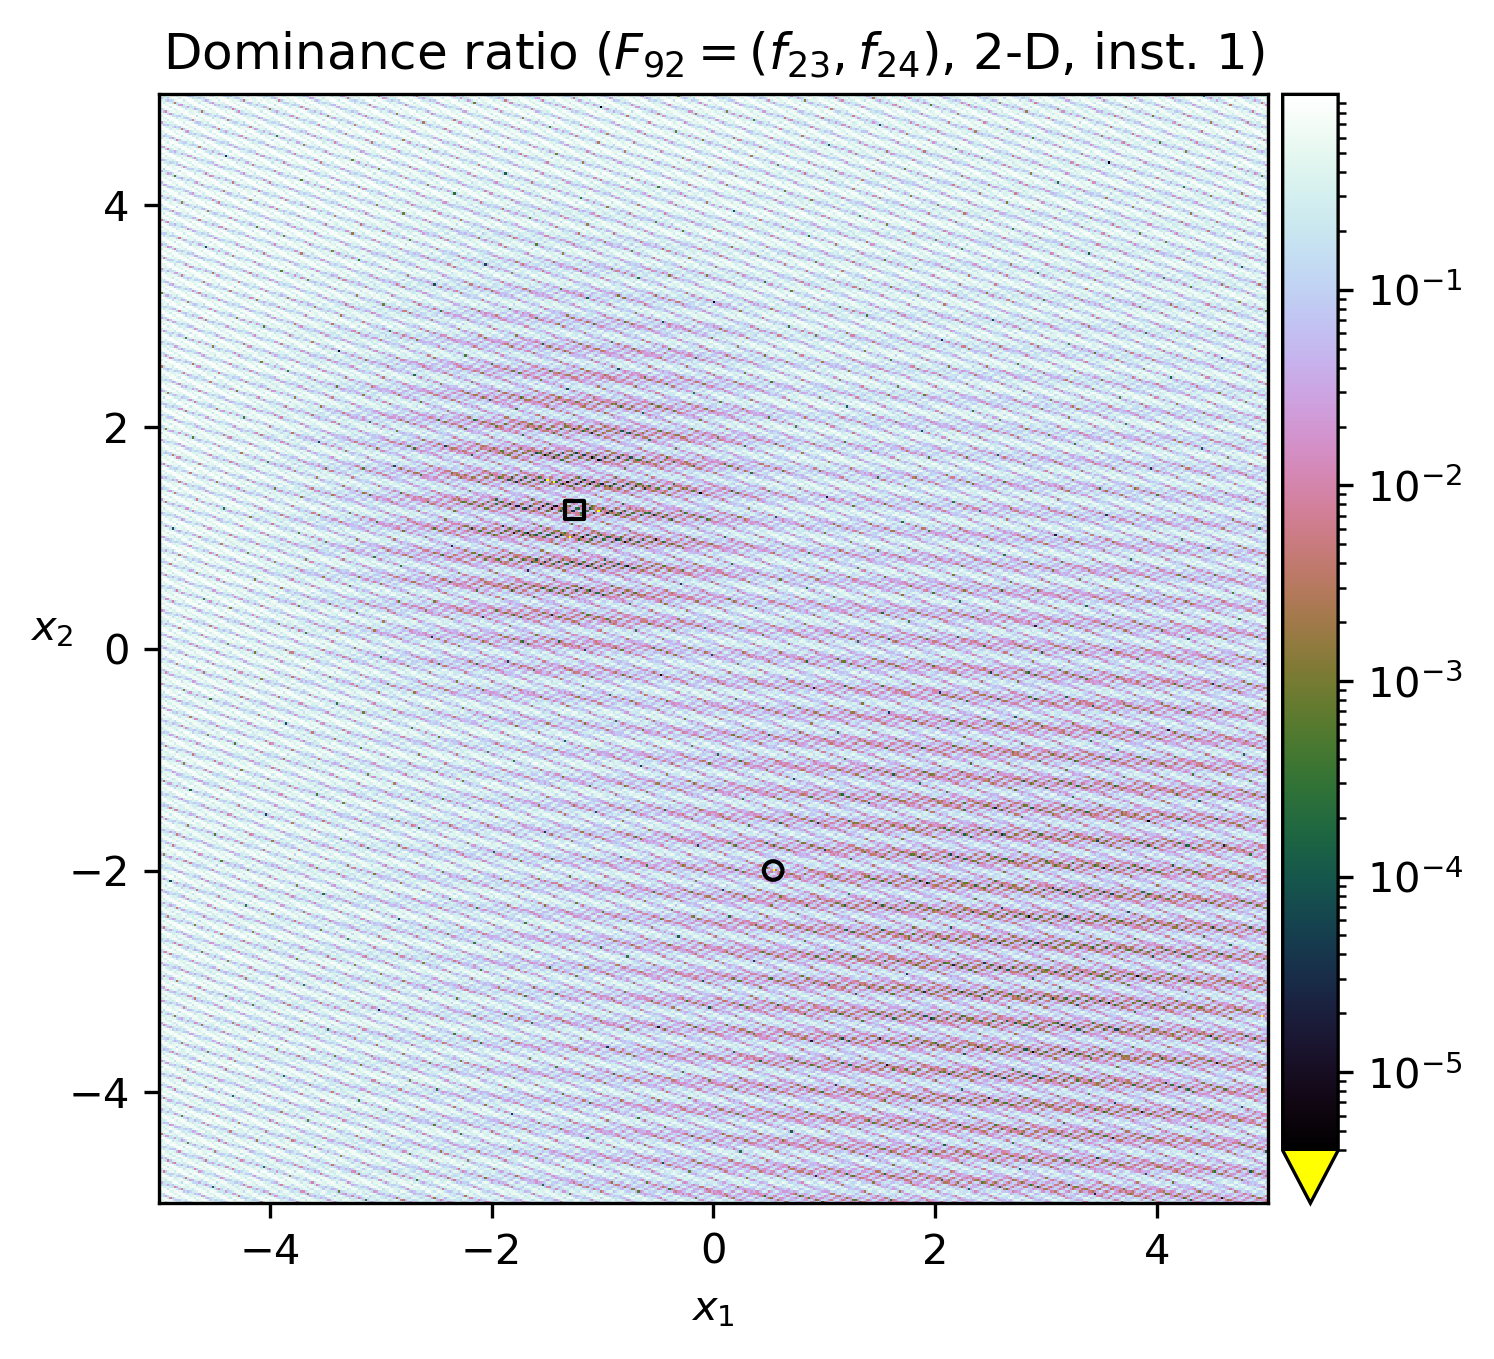 Dominance ratio (F₉₂ = (f₂₃, f₂₄), 2-D, inst. 1)
4
2
0
−2
−4
x₂
−4 −2 0 2 4
x₁
10⁻¹
10⁻²
10⁻³
10⁻⁴
10⁻⁵